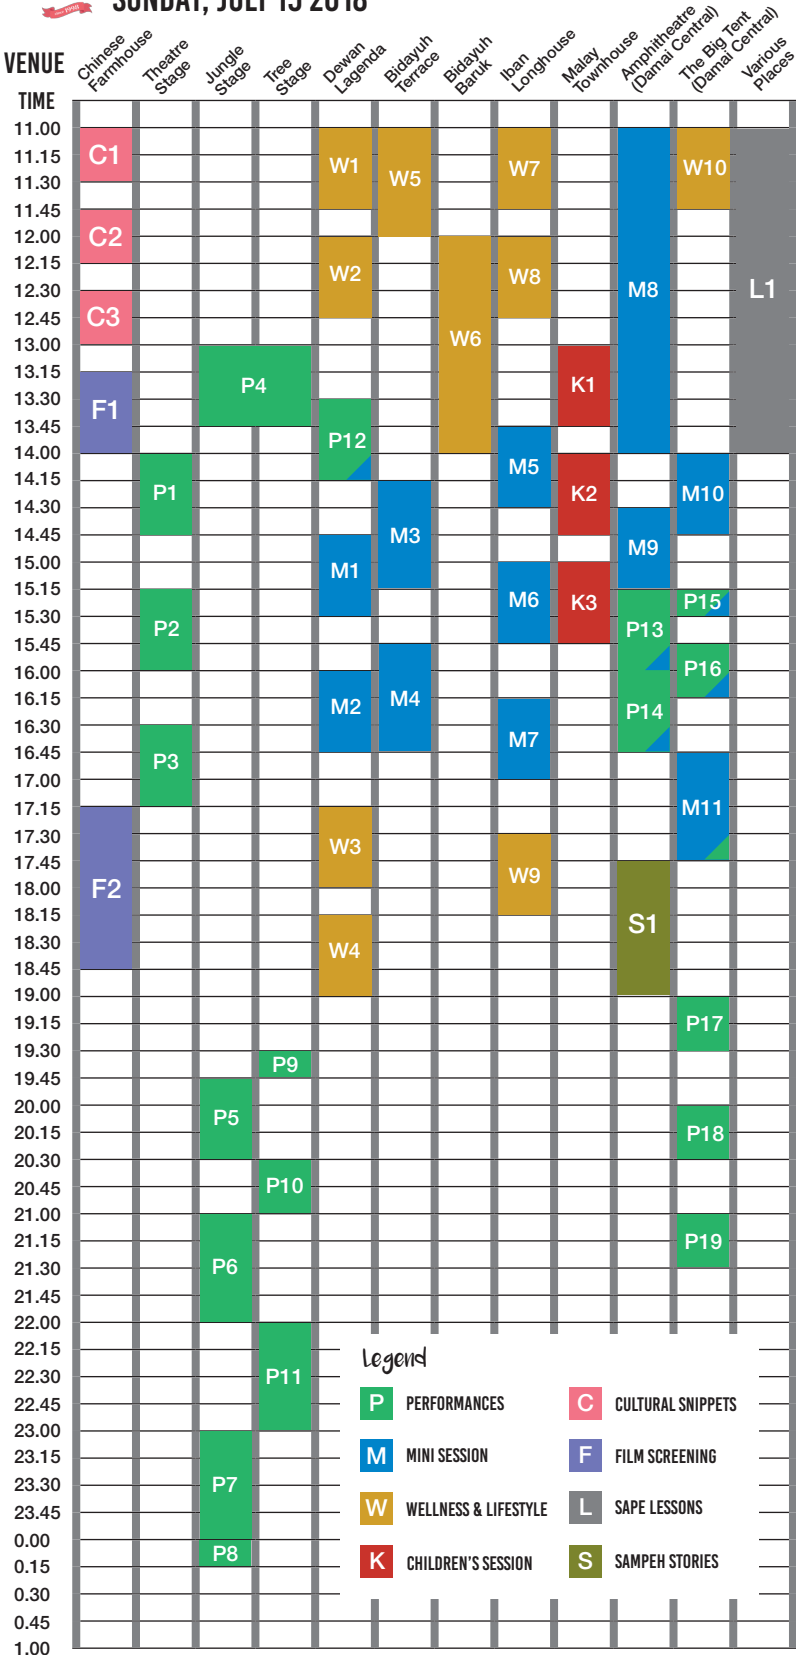 SUNDAY, JULY 15 2018
VENUE
Chinese Farmhouse
Theatre Stage
Jungle Stage
Tree Stage
Dewan Lagenda
Bidayuh Terrace
Bidayuh Baruk
Iban Longhouse
Malay Townhouse
Amphitheatre (Damai Central)
The Big Tent (Damai Central)
Various Places
TIME
11.00
11.15 C1 W1 W5 W7 W10
11.30
11.45
12.00 C2
12.15 W2 W8
12.30 M8 L1
12.45 C3
13.00 W6
13.15
13.30 F1 P4 K1
13.45 P12
14.00
14.15 P1 M5 K2 M10
14.30
14.45 M3 M9
15.00 M1
15.15 M6 K3 P15
15.30 P2 P13
15.45
16.00 P16
16.15 M2 M4 P14
16.30
16.45 P3 M7
17.00
17.15 M11
17.30 W3
17.45
18.00 F2 W9
18.15 S1
18.30 W4
18.45
19.00
19.15 P17
19.30
19.45 P9
20.00 P5
20.15 P18
20.30
20.45 P10
21.00
21.15 P19
21.30 P6
21.45
22.00
22.15
22.30 P11
22.45
23.00
23.15
23.30 P7
23.45
0.00
0.15 P8
0.30
0.45
1.00
Legend
P PERFORMANCES
M MINI SESSION
W WELLNESS & LIFESTYLE
K CHILDREN'S SESSION
C CULTURAL SNIPPETS
F FILM SCREENING
L SAPE LESSONS
S SAMPEH STORIES